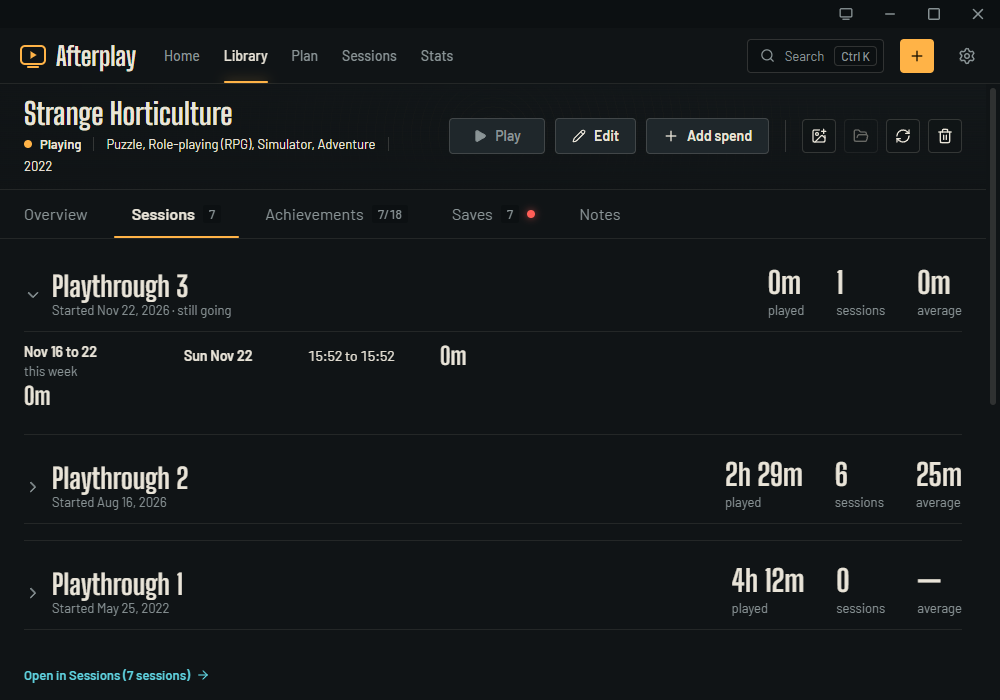 Afterplay
Home
Library
Plan
Sessions
Stats
Search
Ctrl K
Strange Horticulture
Playing
Puzzle, Role-playing (RPG), Simulator, Adventure
2022
Play
Edit
Add spend
Overview
Sessions 7
Achievements 7/18
Saves 7
Notes
Playthrough 3
Started Nov 22, 2026 · still going
0m
played
1
sessions
0m
average
Nov 16 to 22
this week
0m
Sun Nov 22
15:52 to 15:52
0m
Playthrough 2
Started Aug 16, 2026
2h 29m
played
6
sessions
25m
average
Playthrough 1
Started May 25, 2022
4h 12m
played
0
sessions
—
average
Open in Sessions (7 sessions) →